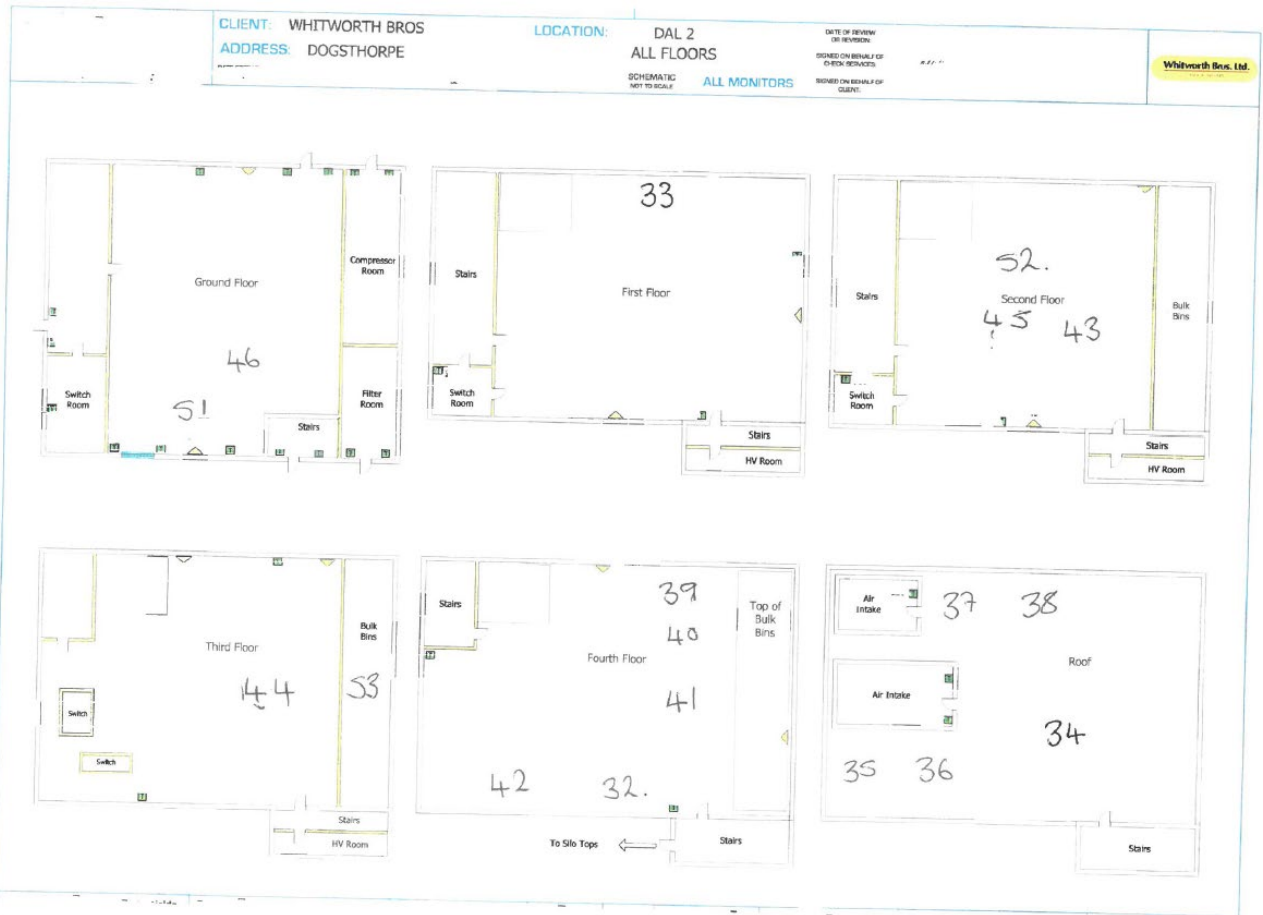 CLIENT: WHITWORTH BROS
ADDRESS: DOGSTHORPE
LOCATION: DAL 2
ALL FLOORS
SCHEMATIC
NOT TO SCALE
ALL MONITORS
DATE OF REVIEW
OR REVISION:
SIGNED ON BEHALF OF
CHECK SERVICES
SIGNED ON BEHALF OF
CLIENT:
Whitworth Bros. Ltd.
Ground Floor
Compressor
Room
46
51
Switch
Room
Filter
Room
Stairs
33
Stairs
First Floor
Switch
Room
Stairs
HV Room
52.
Stairs
Second Floor
45 43
Bulk
Bins
Switch
Room
Stairs
HV Room
Third Floor
Bulk
Bins
44
53
Switch
Switch
Stairs
HV Room
Stairs
39
40
41
Top of
Bulk
Bins
Fourth Floor
42 32.
To Silo Tops
Stairs
Air
Intake
37 38
Roof
Air Intake
34
35 36
Stairs